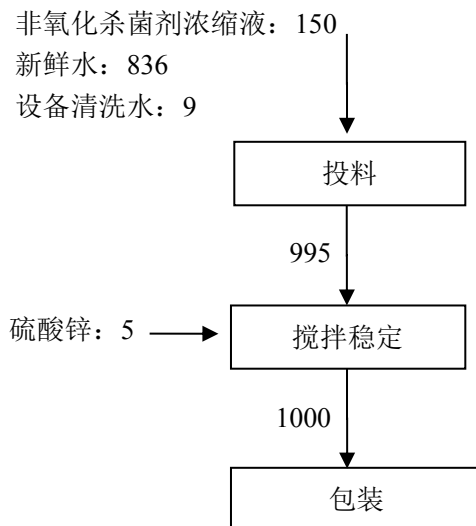 非氧化杀菌剂浓缩液：150
新鲜水：836
设备清洗水：9
投料
995
硫酸锌：5
搅拌稳定
1000
包装